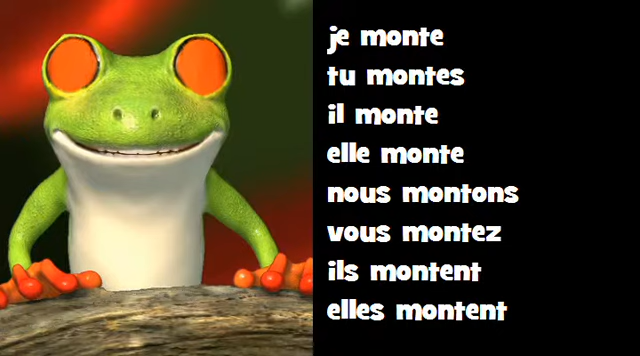 je monte
tu montes
il monte
elle monte
nous montons
vous montez
ils montent
elles montent